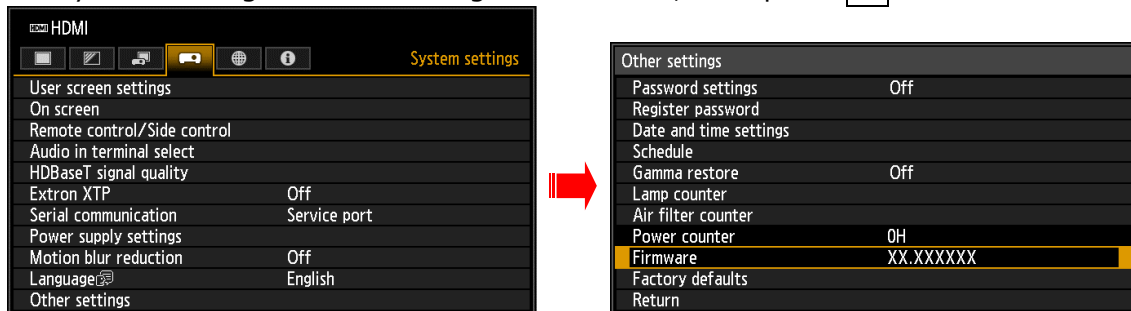 HDMI HDMI
System settings
User screen settings
On screen
Remote control/Side control
Audio in terminal select
HDBaseT signal quality
Extron XTP Off
Serial communication Service port
Power supply settings
Motion blur reduction Off
Language English
Other settings
Other settings
Password settings Off
Register password
Date and time settings
Schedule
Gamma restore Off
Lamp counter
Air filter counter
Power counter 0H
Firmware XX.XXXXXX
Factory defaults
Return